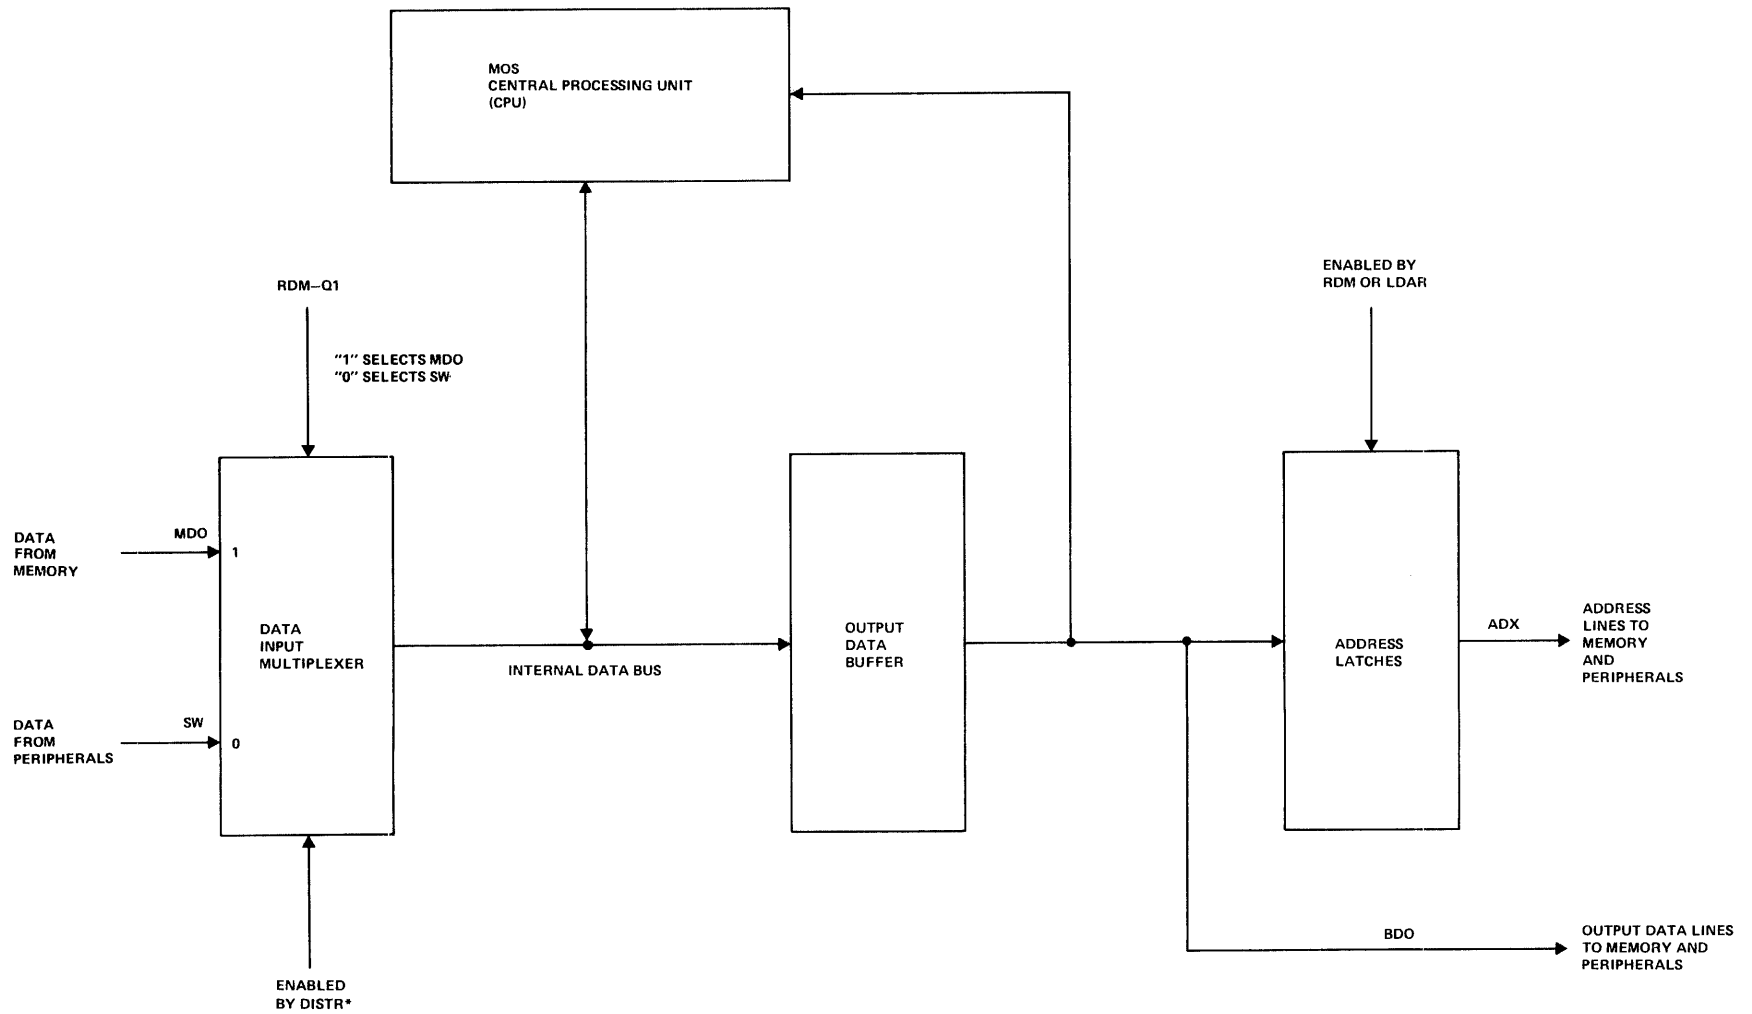 MOS
CENTRAL PROCESSING UNIT
(CPU)
RDM–Q1
"1" SELECTS MDO
"0" SELECTS SW
ENABLED BY
RDM OR LDAR
DATA
FROM
MEMORY
MDO
1
DATA
INPUT
MULTIPLEXER
DATA
FROM
PERIPHERALS
SW
0
INTERNAL DATA BUS
OUTPUT
DATA
BUFFER
ADDRESS
LATCHES
ADX
ADDRESS
LINES TO
MEMORY
AND
PERIPHERALS
BDO
OUTPUT DATA LINES
TO MEMORY AND
PERIPHERALS
ENABLED
BY DISTR*